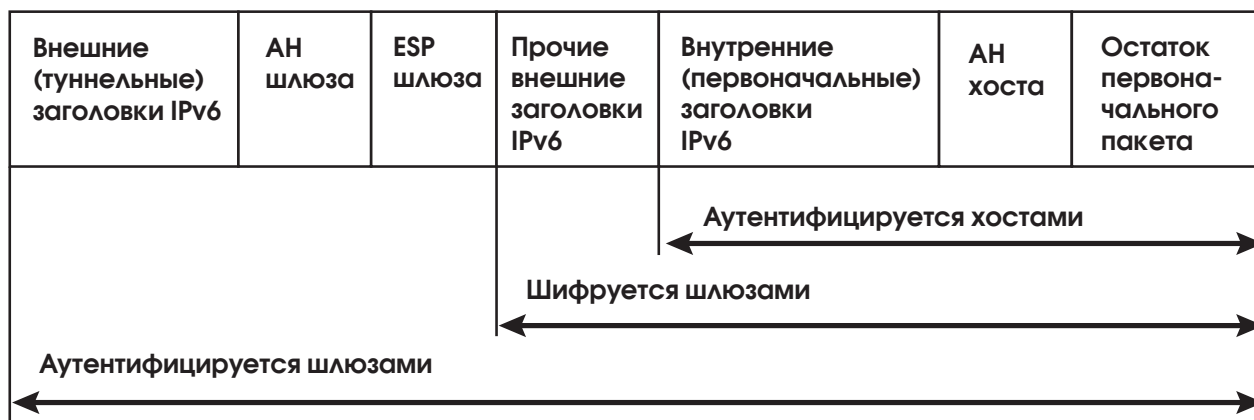 Внешние
(туннельные)
заголовки IPv6
AH
шлюза
ESP
шлюза
Прочие
внешние
заголовки
IPv6
Внутренние
(первоначальные)
заголовки
IPv6
AH
хоста
Остаток
первона-
чального
пакета
Аутентифицируется хостами
Шифруется шлюзами
Аутентифицируется шлюзами